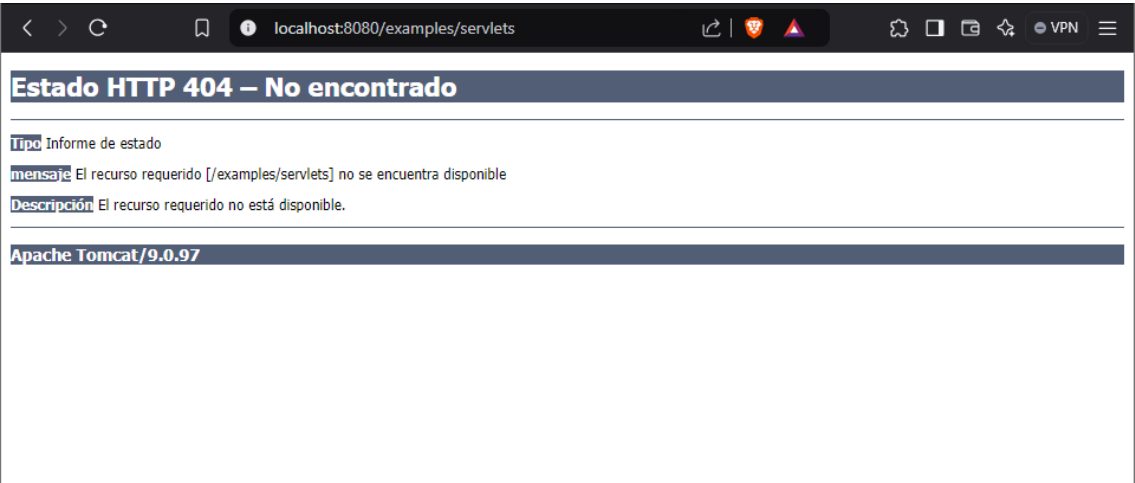 localhost:8080/examples/servlets
VPN
Estado HTTP 404 – No encontrado
Tipo Informe de estado
mensaje El recurso requerido [/examples/servlets] no se encuentra disponible
Descripción El recurso requerido no está disponible.
Apache Tomcat/9.0.97